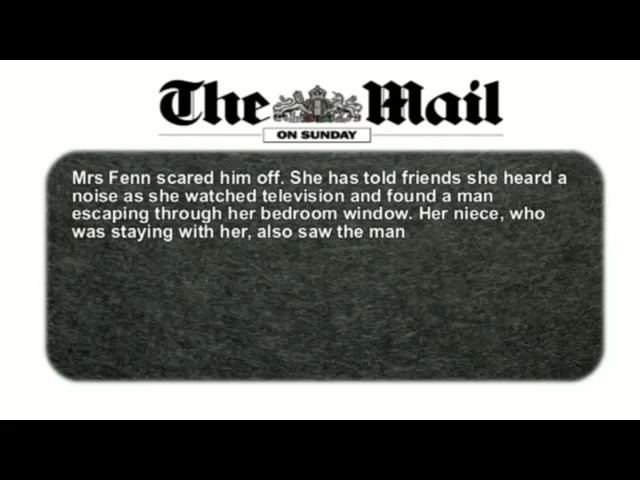 The Mail
ON SUNDAY
Mrs Fenn scared him off. She has told friends she heard a
noise as she watched television and found a man
escaping through her bedroom window. Her niece, who
was staying with her, also saw the man